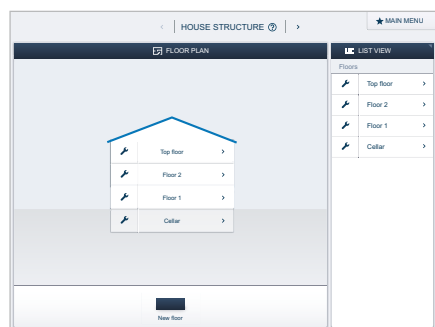 HOUSE STRUCTURE ?
MAIN MENU
FLOOR PLAN
Top floor
Floor 2
Floor 1
Cellar
New floor
LIST VIEW
Floors
Top floor
Floor 2
Floor 1
Cellar